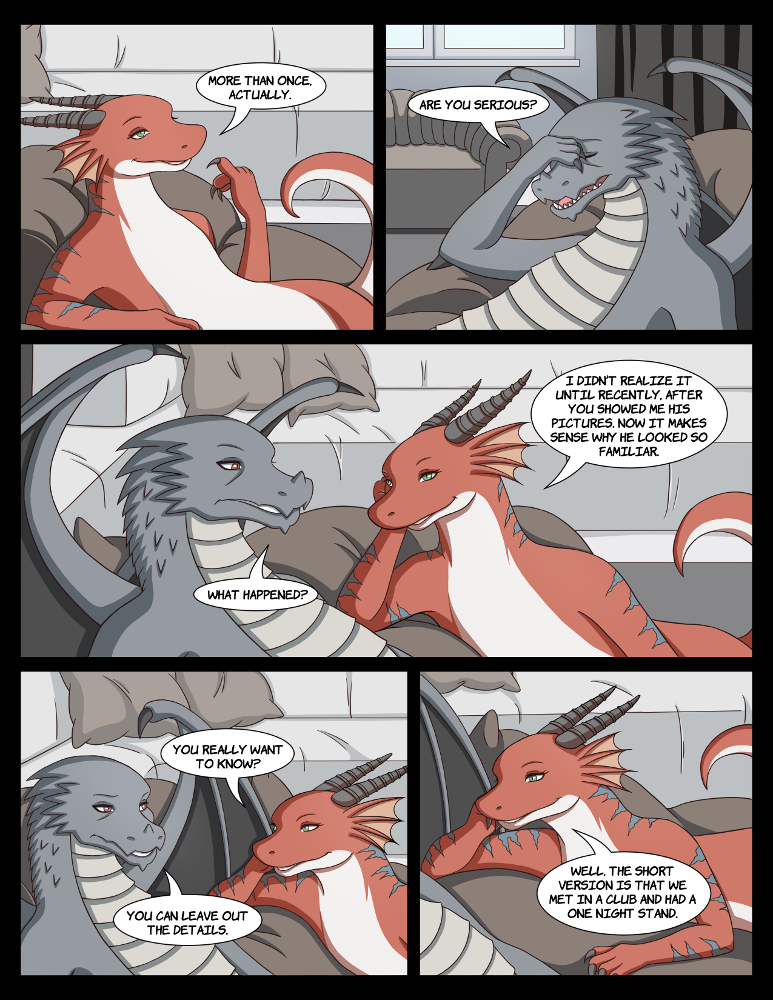 MORE THAN ONCE,
ACTUALLY.
ARE YOU SERIOUS?
I DIDN'T REALIZE IT
UNTIL RECENTLY, AFTER
YOU SHOWED ME HIS
PICTURES. NOW IT MAKES
SENSE WHY HE LOOKED SO
FAMILIAR.
WHAT HAPPENED?
YOU REALLY WANT
TO KNOW?
YOU CAN LEAVE OUT
THE DETAILS.
WELL, THE SHORT
VERSION IS THAT WE
MET IN A CLUB AND HAD A
ONE NIGHT STAND.